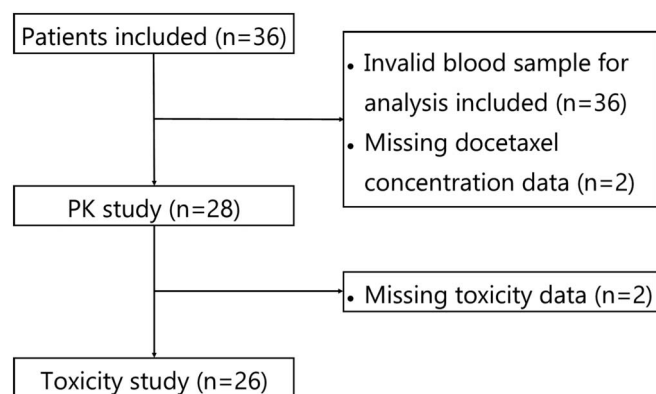 Patients included (n=36)
• Invalid blood sample for
analysis included (n=36)
• Missing docetaxel
concentration data (n=2)
PK study (n=28)
• Missing toxicity data (n=2)
Toxicity study (n=26)